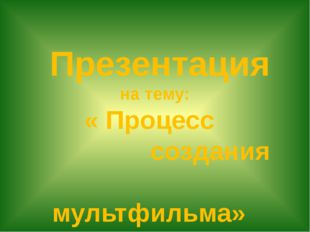 Презентация
на тему:
« Процесс
создания
мультфильма»